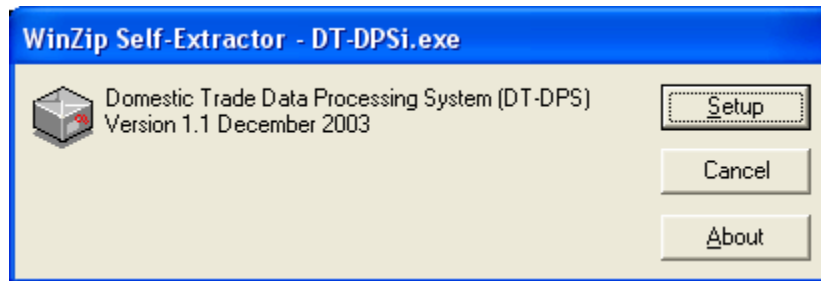 WinZip Self-Extractor - DT-DPSi.exe
Domestic Trade Data Processing System (DT-DPS)
Version 1.1 December 2003
Setup
Cancel
About